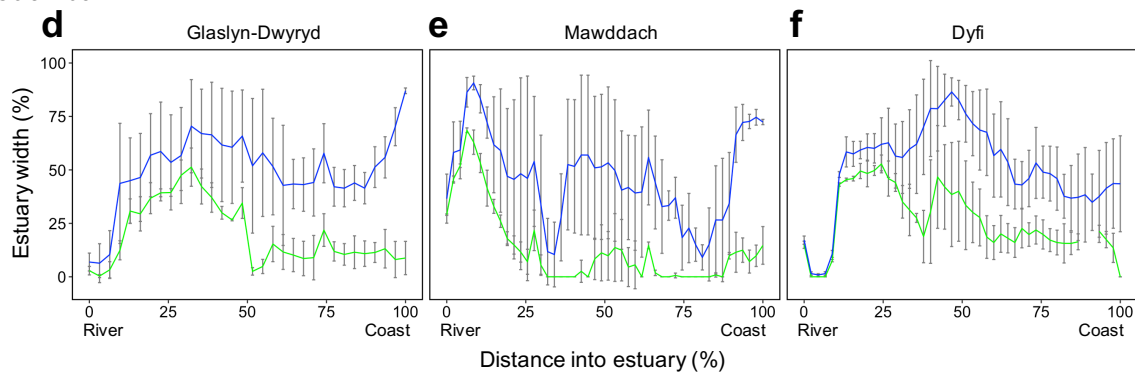 d Glaslyn-Dwyryd e Mawddach f Dyfi
Estuary width (%)
100
75
50
25
0
0 25 50 75 100 0 25 50 75 100 0 25 50 75 100
River Coast River Coast River Coast
Distance into estuary (%)